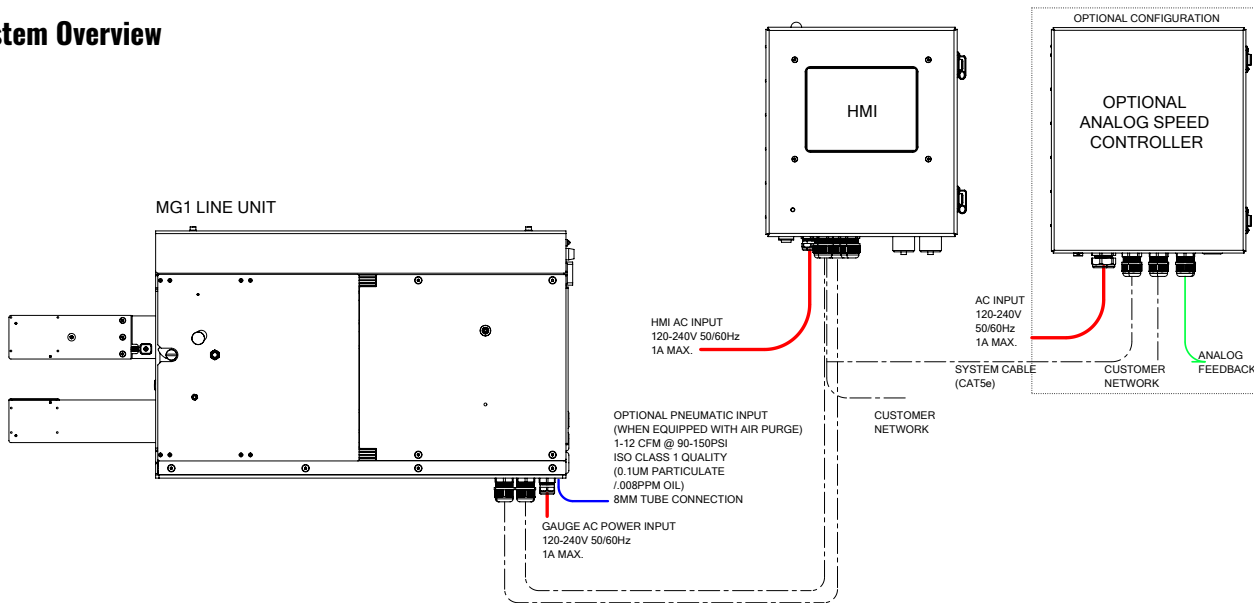 stem Overview
OPTIONAL CONFIGURATION
HMI
OPTIONAL
ANALOG SPEED
CONTROLLER
MG1 LINE UNIT
HMI AC INPUT
120-240V 50/60Hz
1A MAX.
AC INPUT
120-240V
50/60Hz
1A MAX.
SYSTEM CABLE
(CAT5e)
CUSTOMER
NETWORK
ANALOG
FEEDBACK
CUSTOMER
NETWORK
OPTIONAL PNEUMATIC INPUT
(WHEN EQUIPPED WITH AIR PURGE)
1-12 CFM @ 90-150PSI
ISO CLASS 1 QUALITY
(0.1UM PARTICULATE
/.008PPM OIL)
8MM TUBE CONNECTION
GAUGE AC POWER INPUT
120-240V 50/60Hz
1A MAX.